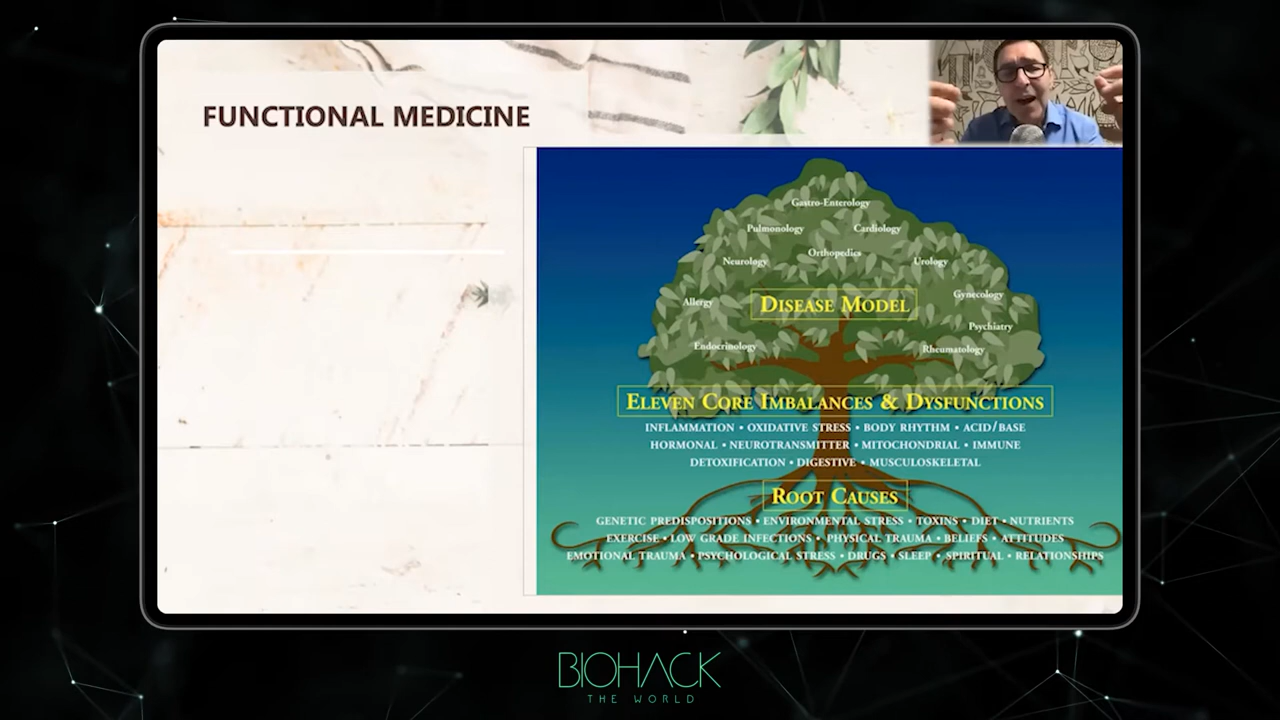 FUNCTIONAL MEDICINE
Gastro-Enterology
Pulmonology
Cardiology
Orthopedics
Neurology
Urology
Allergy
Gynecology
DISEASE MODEL
Psychiatry
Endocrinology
Rheumatology
ELEVEN CORE IMBALANCES & DYSFUNCTIONS
INFLAMMATION • OXIDATIVE STRESS • BODY RHYTHM • ACID/BASE
HORMONAL • NEUROTRANSMITTER • MITOCHONDRIAL • IMMUNE
DETOXIFICATION • DIGESTIVE • MUSCULOSKELETAL
ROOT CAUSES
GENETIC PREDISPOSITIONS • ENVIRONMENTAL STRESS • TOXINS • DIET • NUTRIENTS
EXERCISE • LOW GRADE INFECTIONS • PHYSICAL TRAUMA • BELIEFS • ATTITUDES
EMOTIONAL TRAUMA • PSYCHOLOGICAL STRESS • DRUGS • SLEEP • SPIRITUAL • RELATIONSHIPS
BIOHACK
THE WORLD